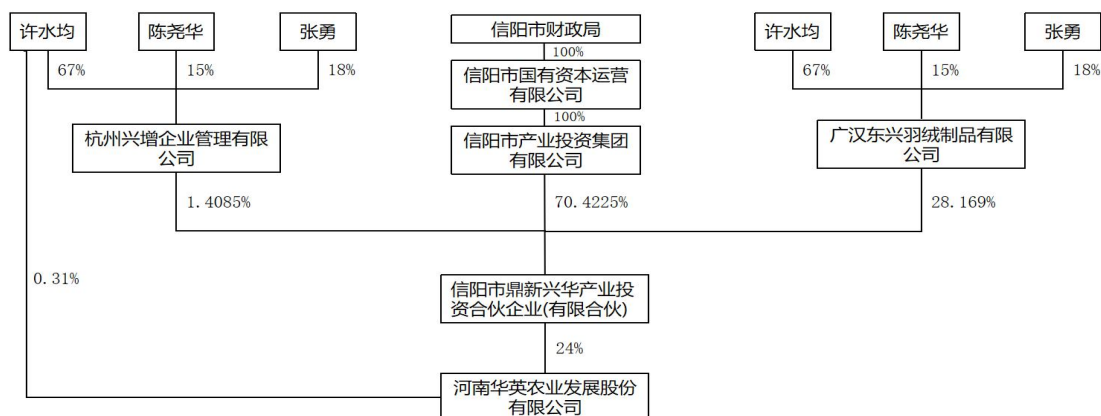 许水均
陈尧华
张勇
信阳市财政局
许水均
陈尧华
张勇
67%
15%
18%
100%
67%
15%
18%
信阳市国有资本运营
有限公司
100%
杭州兴增企业管理有限
公司
信阳市产业投资集团
有限公司
广汉东兴羽绒制品有限
公司
1.4085%
70.4225%
28.169%
0.31%
信阳市鼎新兴华产业投
资合伙企业(有限合伙)
24%
河南华英农业发展股份
有限公司